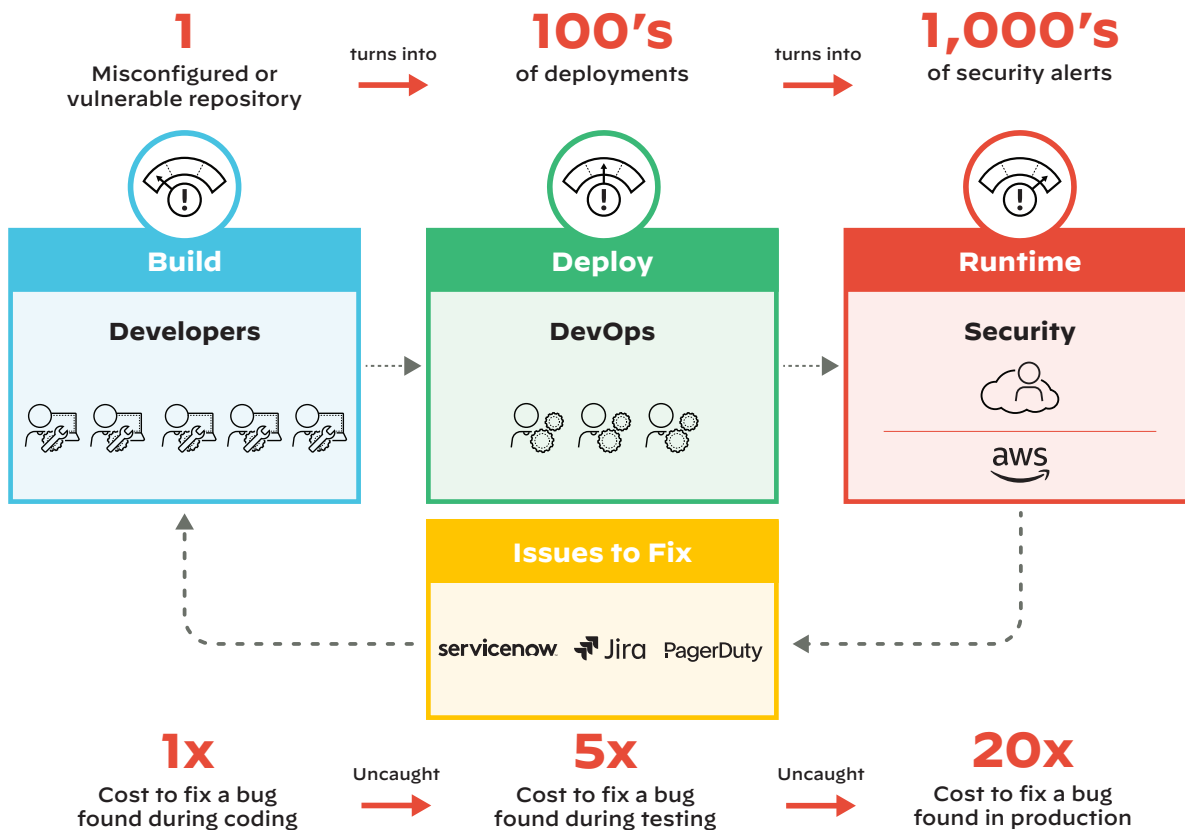 1
Misconfigured or
vulnerable repository
turns into
100’s
of deployments
turns into
1,000’s
of security alerts
Build
Developers
Deploy
DevOps
Runtime
Security
aws
Issues to Fix
servicenow.
Jira
PagerDuty
1x
Cost to fix a bug
found during coding
Uncaught
5x
Cost to fix a bug
found during testing
Uncaught
20x
Cost to fix a bug
found in production